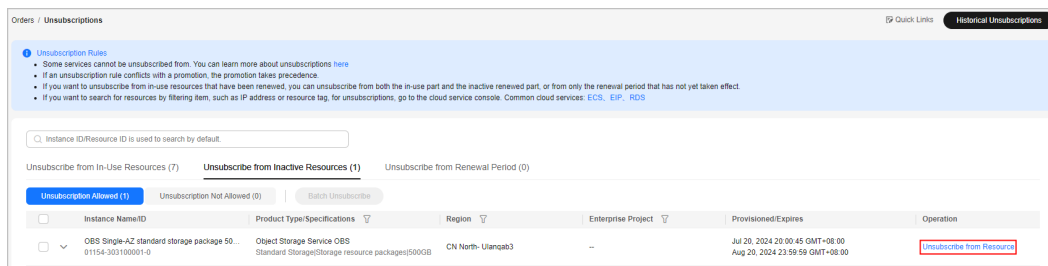 Orders / Unsubscriptions
Quick Links
Historical Unsubscriptions
Unsubscription Rules
• Some services cannot be unsubscribed from. You can learn more about unsubscriptions here
• If an unsubscription rule conflicts with a promotion, the promotion takes precedence.
• If you want to unsubscribe from in-use resources that have been renewed, you can unsubscribe from both the in-use part and the inactive renewed part, or from only the renewal period that has not yet taken effect.
• If you want to search for resources by filtering item, such as IP address or resource tag, for unsubscriptions, go to the cloud service console. Common cloud services: ECS、EIP、RDS
Instance ID/Resource ID is used to search by default.
Unsubscribe from In-Use Resources (7) Unsubscribe from Inactive Resources (1) Unsubscribe from Renewal Period (0)
Unsubscription Allowed (1) Unsubscription Not Allowed (0) Batch Unsubscribe
Instance Name/ID Product Type/Specifications Region Enterprise Project Provisioned/Expires Operation
OBS Single-AZ standard storage package 50... Object Storage Service OBS CN North- Ulanqab3 -- Jul 20, 2024 20:00:45 GMT+08:00 Unsubscribe from Resource
01154-303100001-0 Standard Storage|Storage resource packages|500GB Aug 20, 2024 23:59:59 GMT+08:00